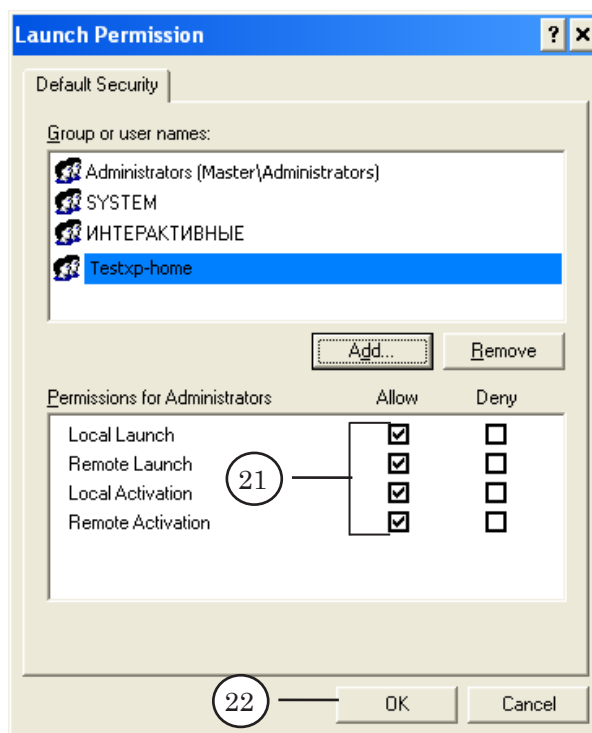 Launch Permission
Default Security
Group or user names:
Administrators (Master\Administrators)
SYSTEM
ИНТЕРАКТИВНЫЕ
Testxp-home
Add... Remove
Permissions for Administrators Allow Deny
Local Launch
Remote Launch
21
Local Activation
Remote Activation
22 OK Cancel